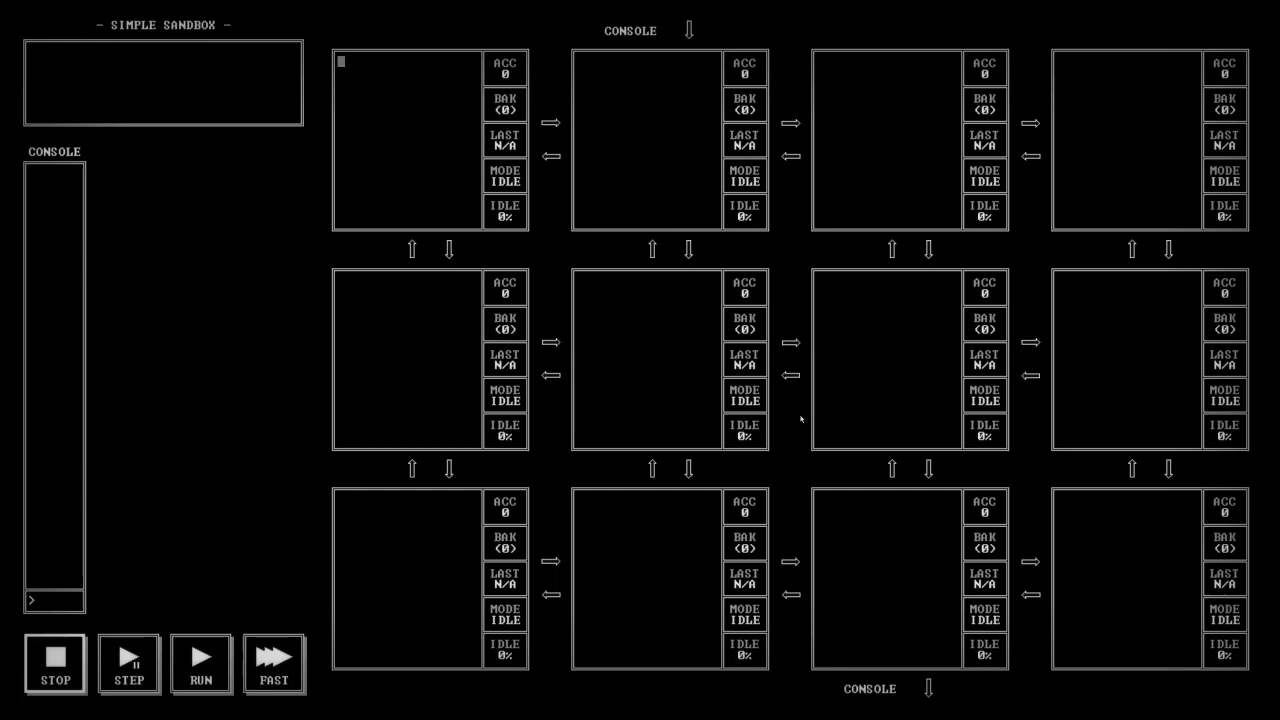 - SIMPLE SANDBOX -
CONSOLE
CONSOLE
>
STOP
STEP
RUN
FAST
ACC
0
BAK
(0)
LAST
N/A
MODE
IDLE
IDLE
0%
ACC
0
BAK
(0)
LAST
N/A
MODE
IDLE
IDLE
0%
ACC
0
BAK
(0)
LAST
N/A
MODE
IDLE
IDLE
0%
ACC
0
BAK
(0)
LAST
N/A
MODE
IDLE
IDLE
0%
ACC
0
BAK
(0)
LAST
N/A
MODE
IDLE
IDLE
0%
ACC
0
BAK
(0)
LAST
N/A
MODE
IDLE
IDLE
0%
ACC
0
BAK
(0)
LAST
N/A
MODE
IDLE
IDLE
0%
ACC
0
BAK
(0)
LAST
N/A
MODE
IDLE
IDLE
0%
ACC
0
BAK
(0)
LAST
N/A
MODE
IDLE
IDLE
0%
ACC
0
BAK
(0)
LAST
N/A
MODE
IDLE
IDLE
0%
ACC
0
BAK
(0)
LAST
N/A
MODE
IDLE
IDLE
0%
ACC
0
BAK
(0)
LAST
N/A
MODE
IDLE
IDLE
0%
CONSOLE